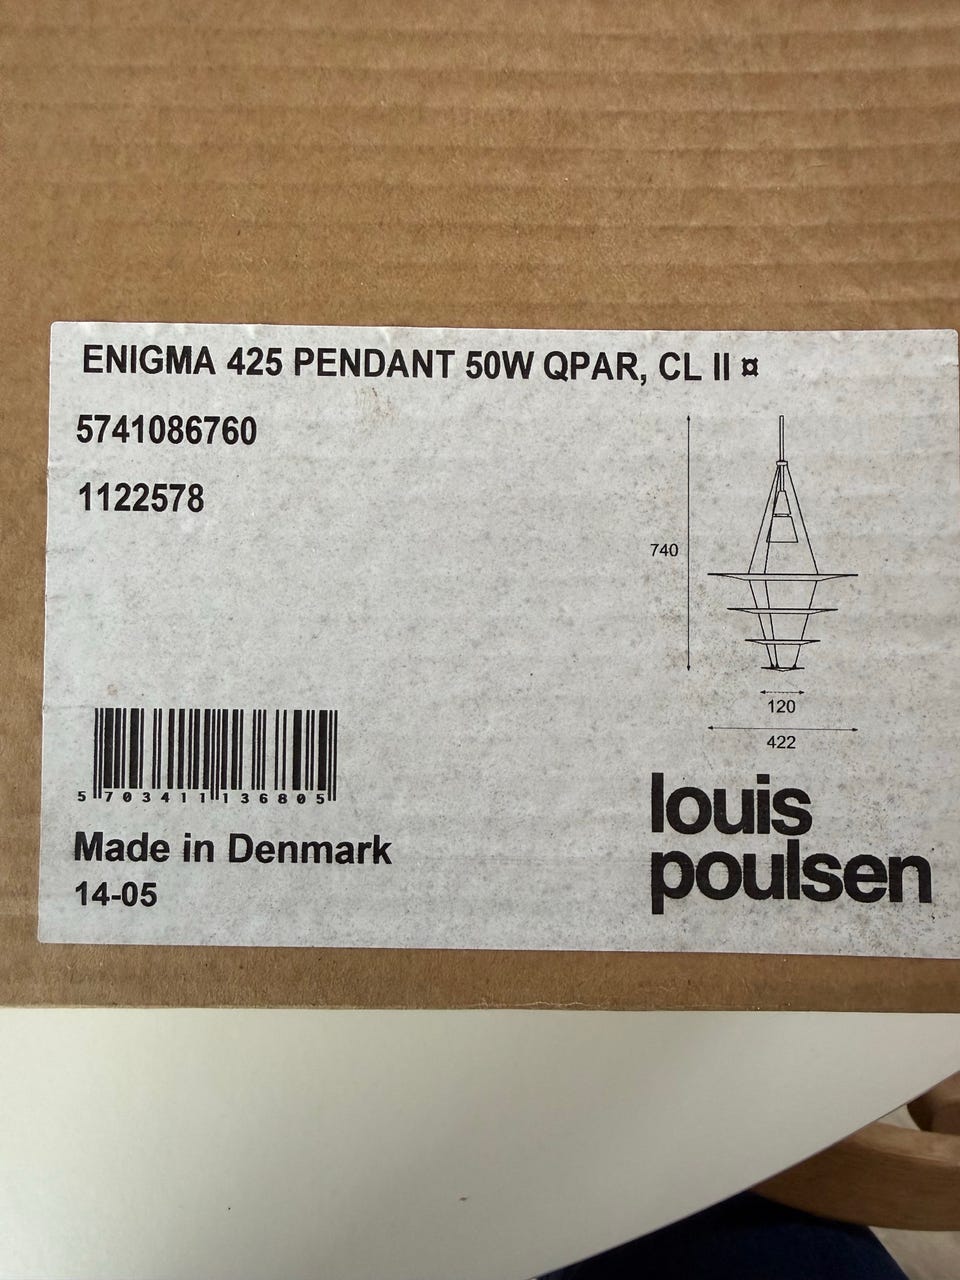 ENIGMA 425 PENDANT 50W QPAR, CL II ¤
5741086760
1122578
740
120
422
5 703411 136805
Made in Denmark
14-05
louis
poulsen